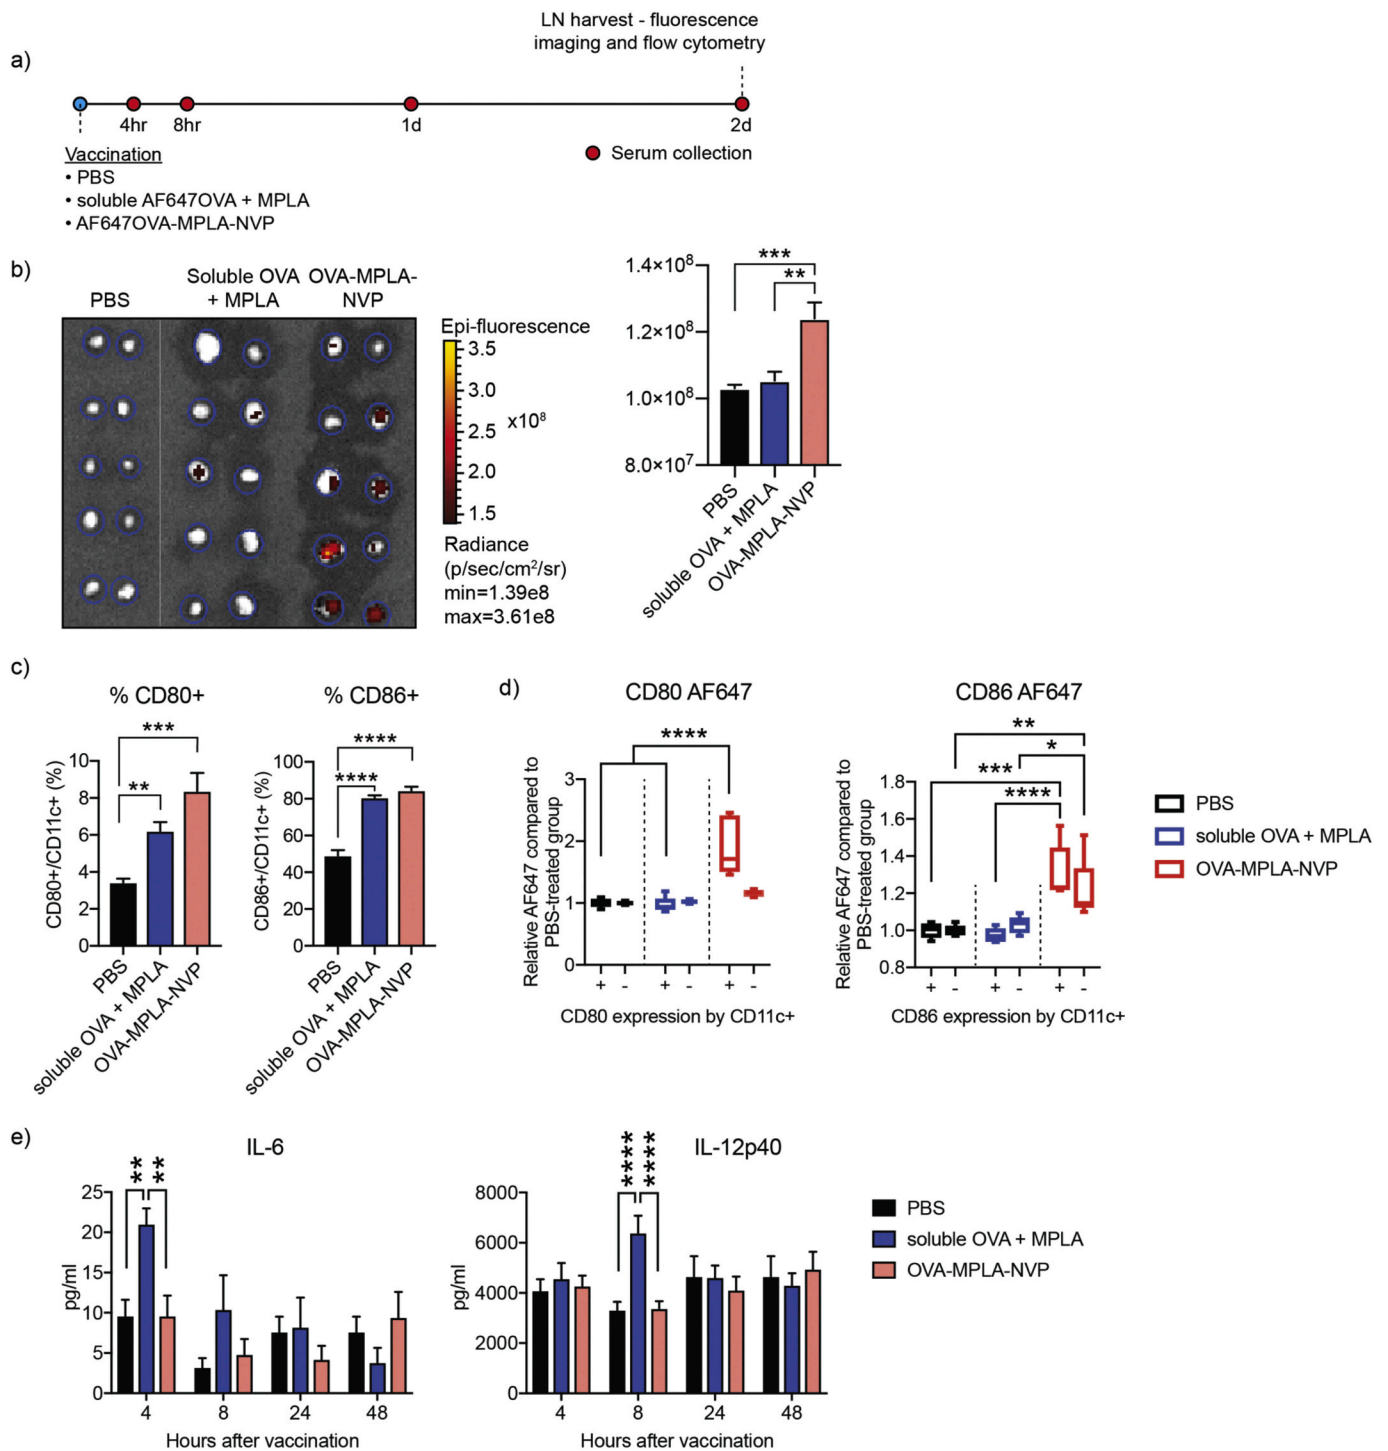 a)
LN harvest - fluorescence
imaging and flow cytometry
4hr 8hr 1d 2d
Vaccination
• PBS
• soluble AF647OVA + MPLA
• AF647OVA-MPLA-NVP
Serum collection
b)
PBS
Soluble OVA
+ MPLA
OVA-MPLA-
NVP
Epi-fluorescence
3.5
3.0
2.5
2.0
1.5
x10⁸
Radiance
(p/sec/cm²/sr)
min=1.39e8
max=3.61e8
***
**
1.4×10⁸
1.2×10⁸
1.0×10⁸
8.0×10⁷
PBS
soluble OVA + MPLA
OVA-MPLA-NVP
c)
% CD80+
***
**
CD80+/CD11c+ (%)
10
8
6
4
2
0
PBS
soluble OVA + MPLA
OVA-MPLA-NVP
% CD86+
****
****
CD86+/CD11c+ (%)
100
80
60
40
20
0
PBS
soluble OVA + MPLA
OVA-MPLA-NVP
d)
CD80 AF647
****
Relative AF647 compared to
PBS-treated group
3
2
1
0
+ - + - + -
CD80 expression by CD11c+
CD86 AF647
**
*
***
****
Relative AF647 compared to
PBS-treated group
1.8
1.6
1.4
1.2
1.0
0.8
+ - + - + -
CD86 expression by CD11c+
PBS
soluble OVA + MPLA
OVA-MPLA-NVP
e)
IL-6
** **
pg/ml
25
20
15
10
5
0
4 8 24 48
Hours after vaccination
IL-12p40
**** ****
pg/ml
8000
6000
4000
2000
0
4 8 24 48
Hours after vaccination
PBS
soluble OVA + MPLA
OVA-MPLA-NVP